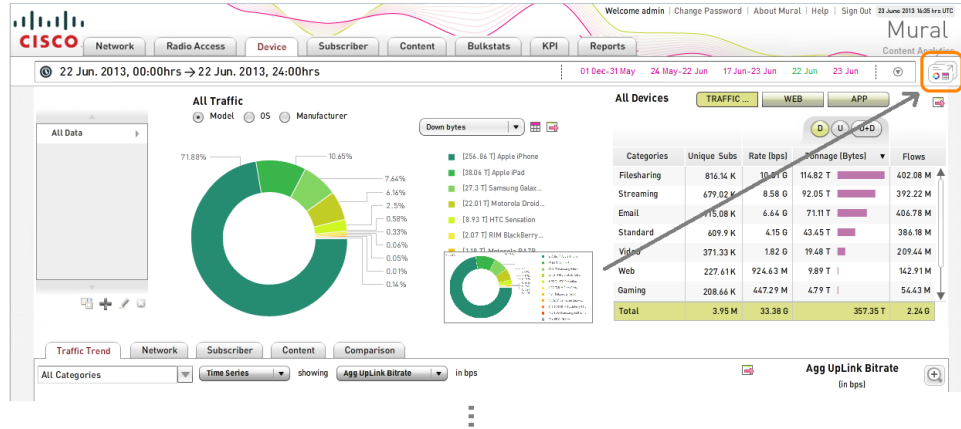 Welcome admin | Change Password | About Mural | Help | Sign Out 23 June 2013 16:35 hrs UTC
Mural
Content Analytics
CISCO
Network Radio Access Device Subscriber Content Bulkstats KPI Reports
22 Jun. 2013, 00:00hrs → 22 Jun. 2013, 24:00hrs
01 Dec-31 May 24 May-22 Jun 17 Jun-23 Jun 22 Jun 23 Jun
All Data
All Traffic
Model OS Manufacturer
Down bytes
71.88%
10.65%
7.64%
6.16%
2.5%
0.58%
0.33%
0.06%
0.05%
0.01%
0.14%
[256.86 T] Apple iPhone
[38.06 T] Apple iPad
[27.3 T] Samsung Galax...
[22.01 T] Motorola Droid...
[8.93 T] HTC Sensation
[2.07 T] RIM BlackBerry...
All Devices TRAFFIC ... WEB APP
D U U+D
Categories Unique Subs Rate (bps) Tonnage (Bytes) ▼ Flows
Filesharing 816.14 K 114.82 T 402.08 M
Streaming 679.02 K 8.58 G 92.05 T 392.22 M
Email 6.64 G 71.11 T 406.78 M
Standard 609.9 K 4.15 G 43.45 T 386.18 M
Video 371.33 K 1.82 G 19.48 T 209.44 M
Web 227.61 K 924.63 M 9.89 T 142.91 M
Gaming 208.66 K 447.29 M 4.79 T 54.43 M
Total 3.95 M 33.38 G 357.35 T 2.24 G
Traffic Trend Network Subscriber Content Comparison
All Categories Time Series showing Agg UpLink Bitrate in bps
Agg UpLink Bitrate
(in bps)